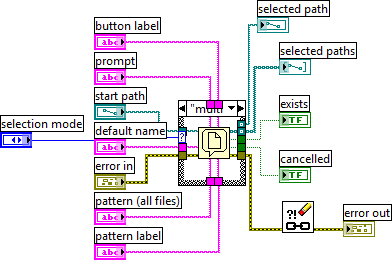 button label
abc
selected path
prompt
abc
selected paths
start path
"multi
exists
TF
selection mode
default name
abc
?
error in
cancelled
TF
pattern (all files)
abc
?!
error out
pattern label
abc